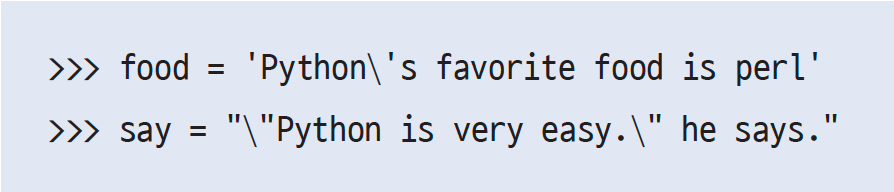 >>> food = 'Python\'s favorite food is perl'
>>> say = "\"Python is very easy.\" he says."